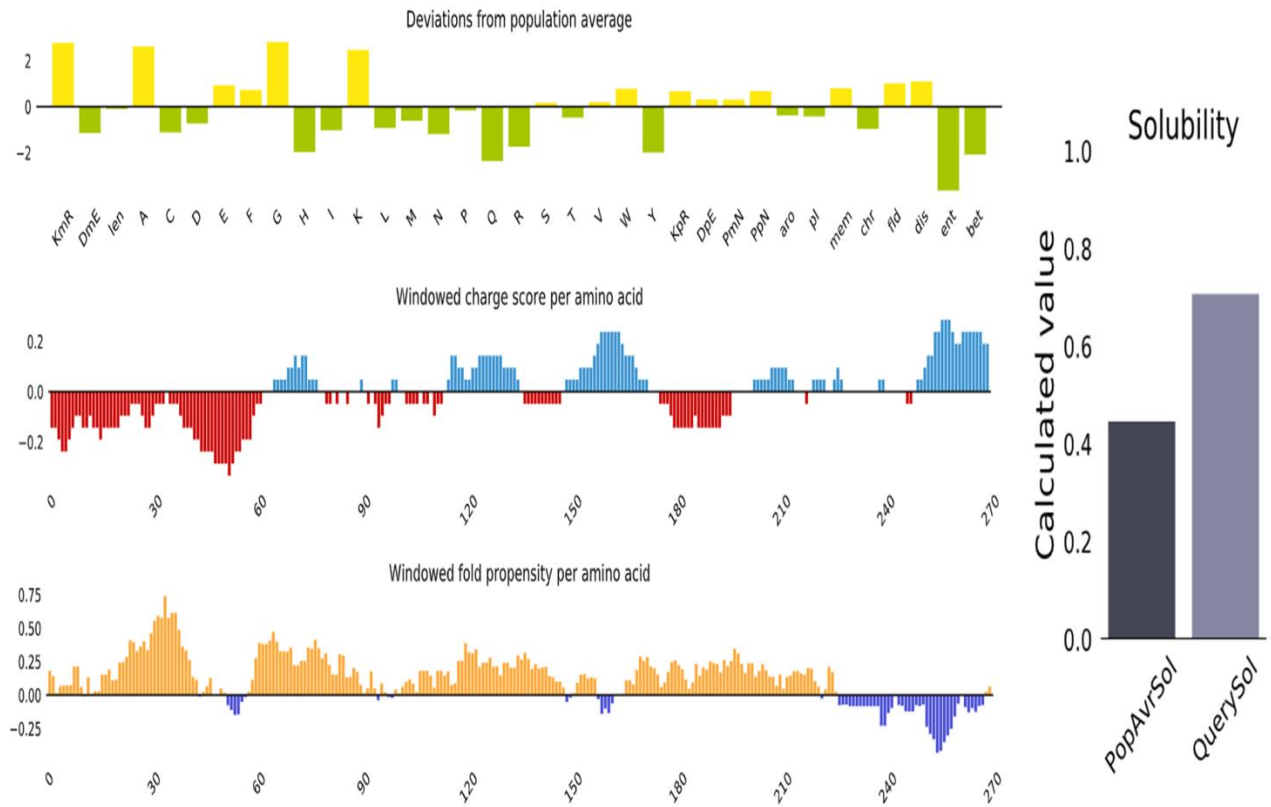 Deviations from population average
2
0
−2
KmR DmE len A C D E F G H I K L M N P Q R S T V W Y KpR DpE PmN PpN aro pI mem chr fld dis ent bet
Windowed charge score per amino acid
0.2
0.0
−0.2
0 30 60 90 120 150 180 210 240 270
Windowed fold propensity per amino acid
0.75
0.50
0.25
0.00
−0.25
0 30 60 90 120 150 180 210 240 270
Solubility
Calculated value
1.0
0.8
0.6
0.4
0.2
0.0
PopAvrSol QuerySol